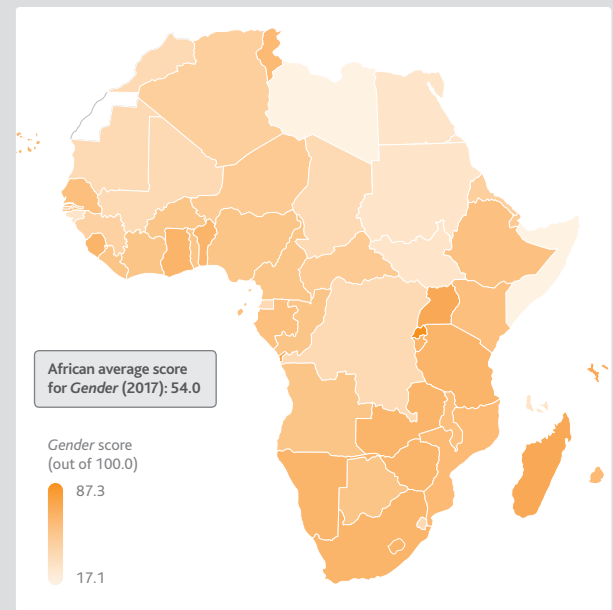 African average score
for Gender (2017): 54.0
Gender score
(out of 100.0)
87.3
17.1